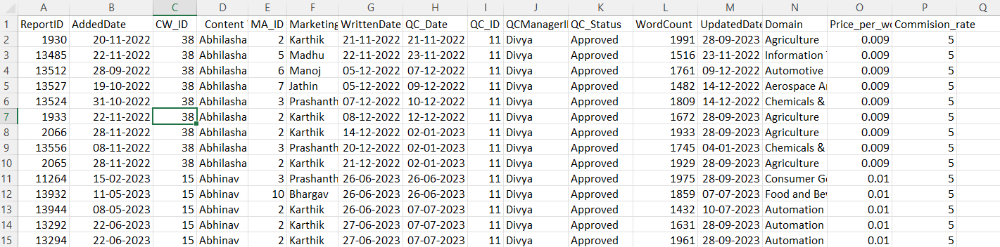 A B C D E F G H I J K L M N O P Q
1 ReportID AddedDate CW_ID Content MA_ID Marketing WrittenDate QC_Date QC_ID QCManagerI QC_Status WordCount UpdatedDate Domain Price_per_wo Commision_rate
2 1930 20-11-2022 38 Abhilasha 2 Karthik 21-11-2022 21-11-2022 11 Divya Approved 1991 28-09-2023 Agriculture 0.009 5
3 13485 22-11-2022 38 Abhilasha 5 Madhu 22-11-2022 23-11-2022 11 Divya Approved 1516 23-11-2022 Information 0.009 5
4 13512 28-09-2022 38 Abhilasha 6 Manoj 05-12-2022 07-12-2022 11 Divya Approved 1761 09-12-2022 Automotive 0.009 5
5 13527 19-10-2022 38 Abhilasha 7 Jathin 05-12-2022 09-12-2022 11 Divya Approved 1482 14-12-2022 Aerospace A 0.009 5
6 13524 31-10-2022 38 Abhilasha 3 Prashanth 07-12-2022 10-12-2022 11 Divya Approved 1809 14-12-2022 Chemicals & 0.009 5
7 1933 22-11-2022 38 Abhilasha 2 Karthik 08-12-2022 12-12-2022 11 Divya Approved 1672 28-09-2023 Agriculture 0.009 5
8 2066 28-11-2022 38 Abhilasha 2 Karthik 14-12-2022 02-01-2023 11 Divya Approved 1933 28-09-2023 Agriculture 0.009 5
9 13556 08-11-2022 38 Abhilasha 3 Prashanth 20-12-2022 02-01-2023 11 Divya Approved 1745 04-01-2023 Chemicals & 0.009 5
10 2065 28-11-2022 38 Abhilasha 2 Karthik 21-12-2022 02-01-2023 11 Divya Approved 1929 28-09-2023 Agriculture 0.009 5
11 11264 15-02-2023 15 Abhinav 3 Prashanth 26-06-2023 26-06-2023 11 Divya Approved 1975 28-09-2023 Consumer Go 0.01 5
12 13932 11-05-2023 15 Abhinav 10 Bhargav 26-06-2023 26-06-2023 11 Divya Approved 1859 07-07-2023 Food and Bev 0.01 5
13 13944 08-05-2023 15 Abhinav 2 Karthik 26-06-2023 07-07-2023 11 Divya Approved 1432 10-07-2023 Automation 0.01 5
14 13292 22-06-2023 15 Abhinav 2 Karthik 27-06-2023 07-07-2023 11 Divya Approved 1631 28-09-2023 Automation 0.01 5
15 13294 22-06-2023 15 Abhinav 2 Karthik 27-06-2023 07-07-2023 11 Divya Approved 1961 28-09-2023 Automation 0.01 5